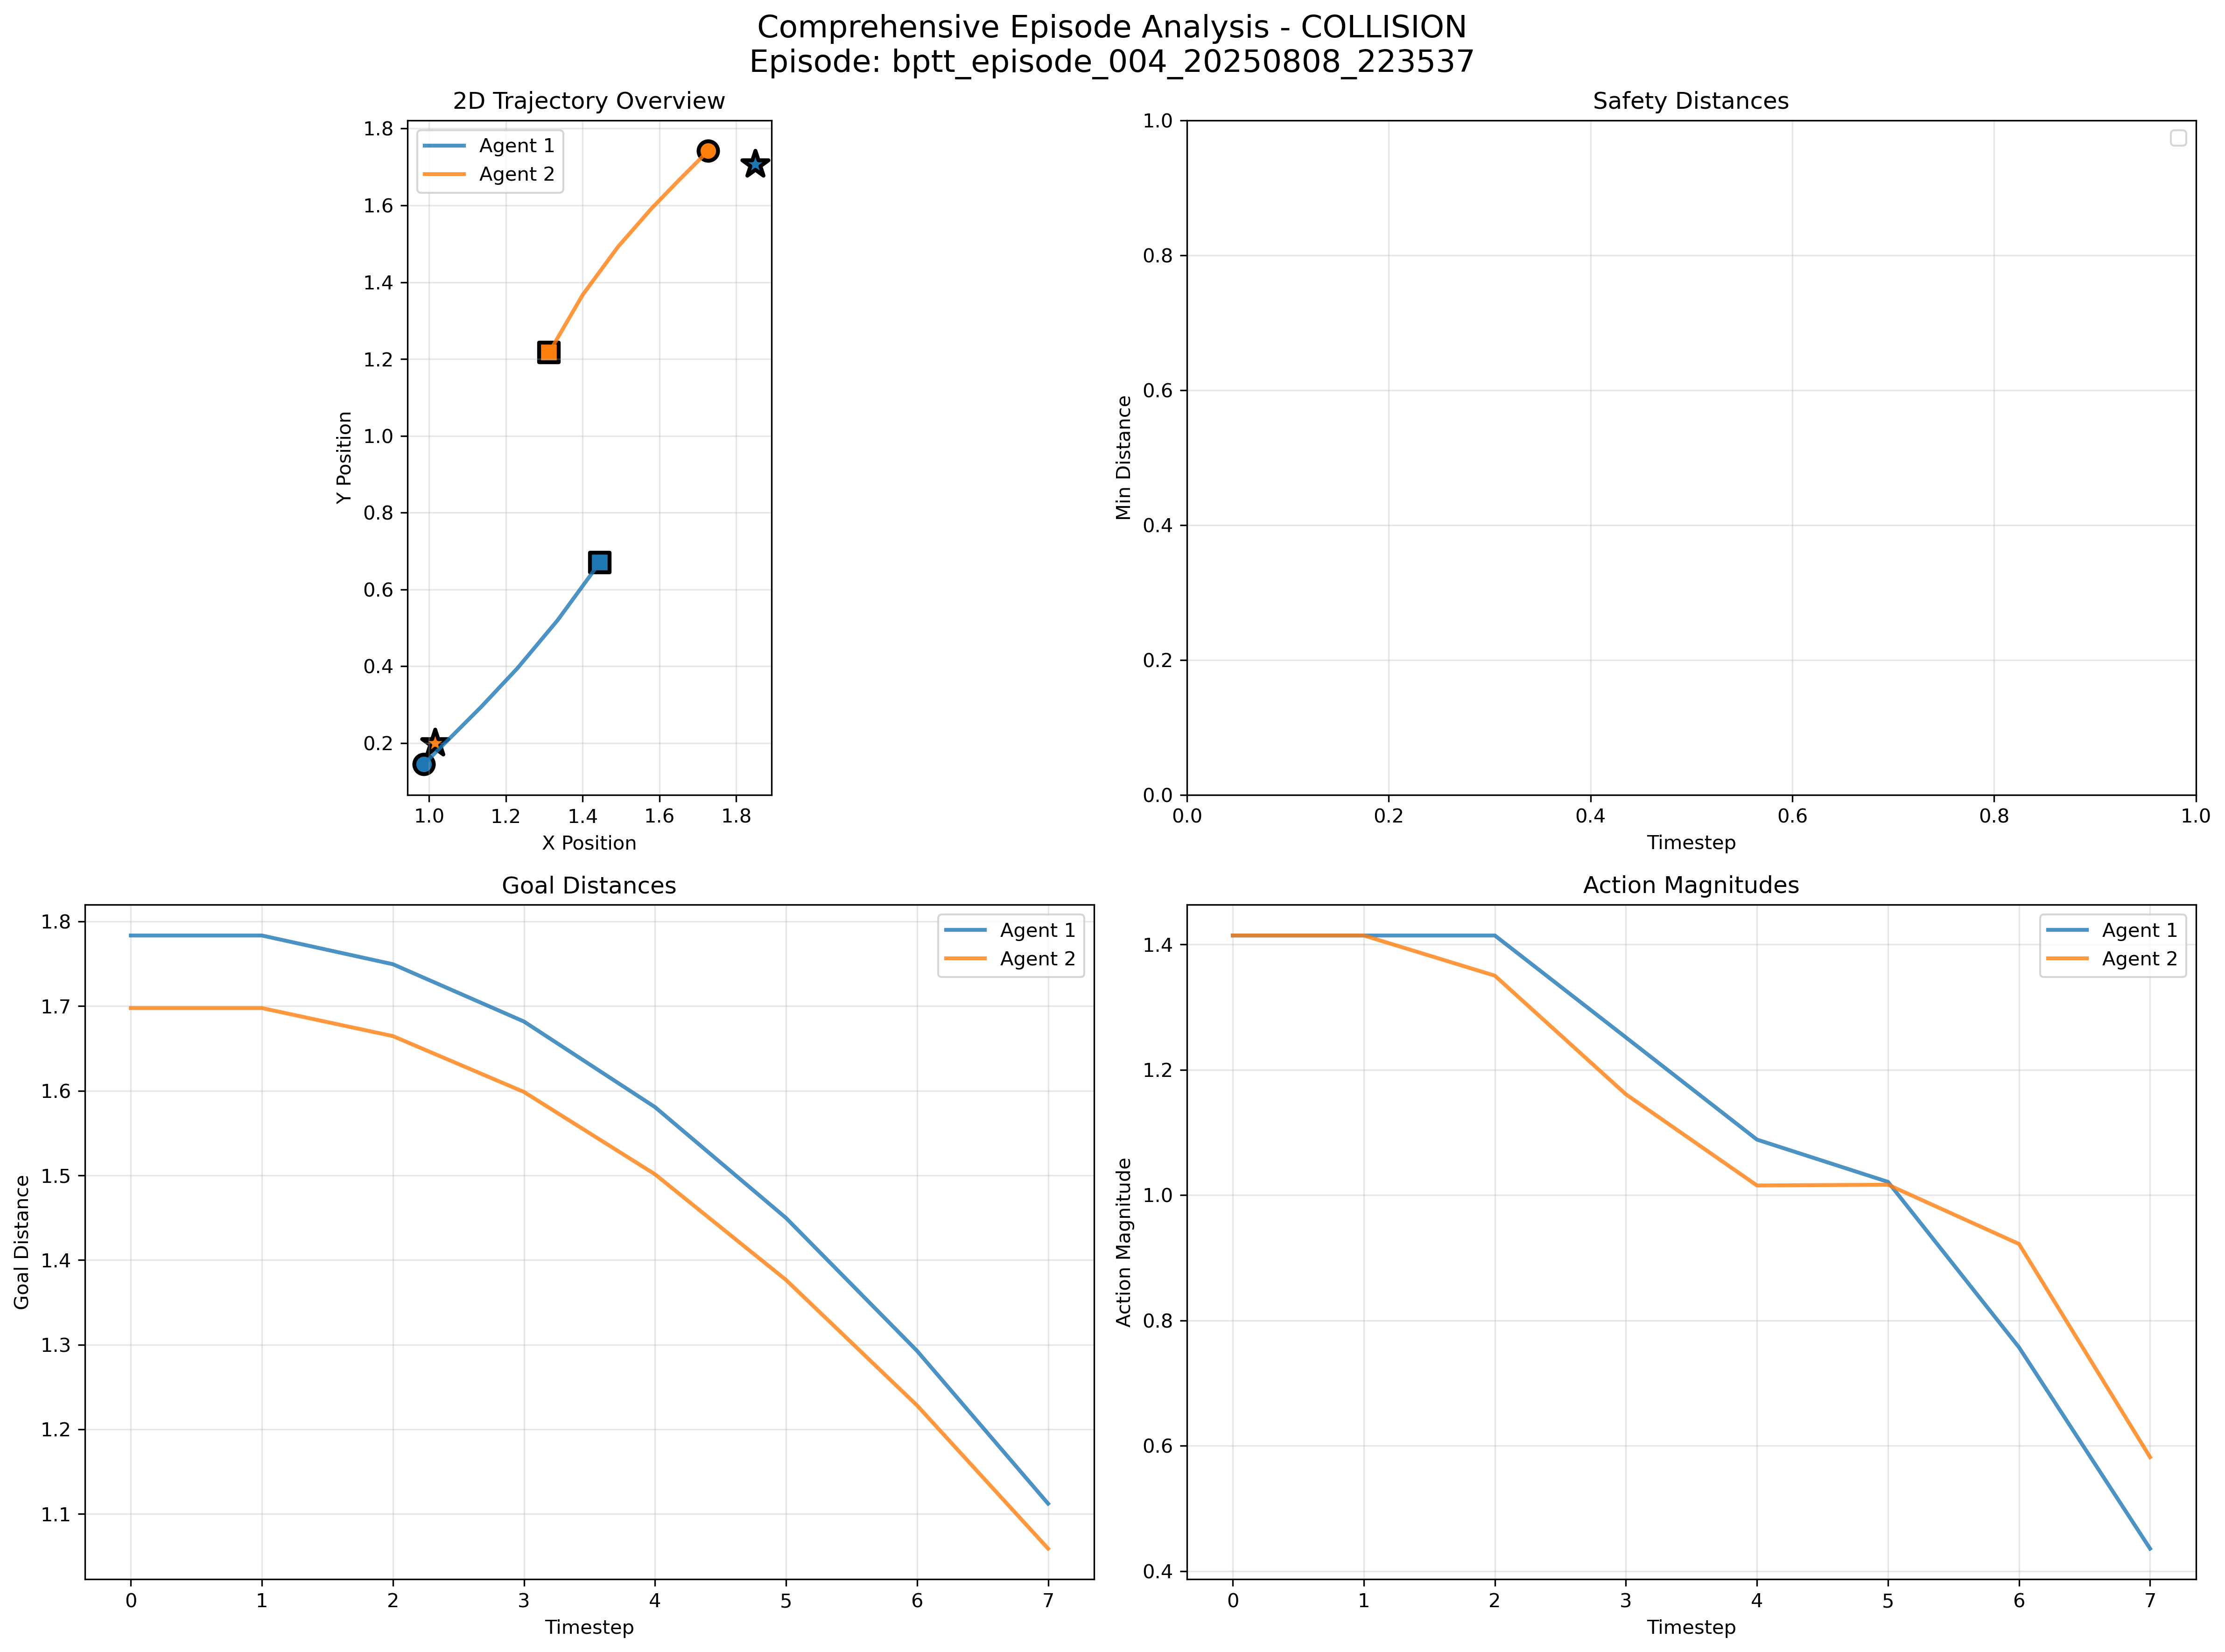 Comprehensive Episode Analysis - COLLISION
Episode: bptt_episode_004_20250808_223537
2D Trajectory Overview
Agent 1
Agent 2
1.8
1.6
1.4
1.2
1.0
0.8
0.6
0.4
0.2
Y Position
1.0 1.2 1.4 1.6 1.8
X Position
Safety Distances
1.0
0.8
0.6
0.4
0.2
0.0
Min Distance
0.0 0.2 0.4 0.6 0.8 1.0
Timestep
Goal Distances
Agent 1
Agent 2
1.8
1.7
1.6
1.5
1.4
1.3
1.2
1.1
Goal Distance
0 1 2 3 4 5 6 7
Timestep
Action Magnitudes
Agent 1
Agent 2
1.4
1.2
1.0
0.8
0.6
0.4
Action Magnitude
0 1 2 3 4 5 6 7
Timestep